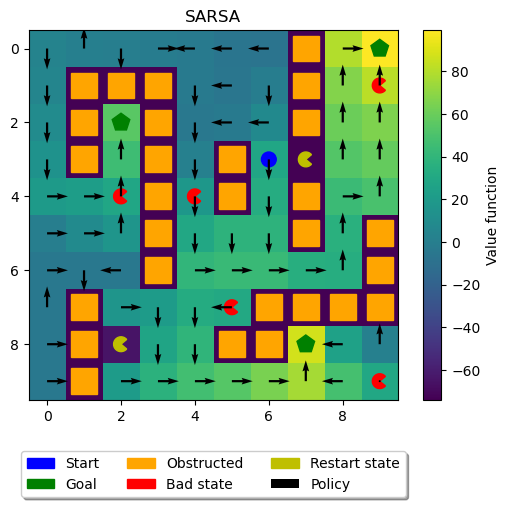 SARSA
0
2
4
6
8
0 2 4 6 8
80
60
40
20
0
−20
−40
−60
Value function
Start Obstructed Restart state
Goal Bad state Policy